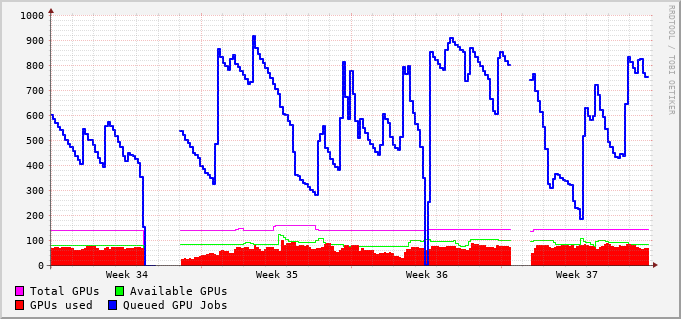 1000
900
800
700
600
500
400
300
200
100
0
Week 34 Week 35 Week 36 Week 37
Total GPUs Available GPUs
GPUs used Queued GPU Jobs
RRDTOOL / TOBI OETIKER